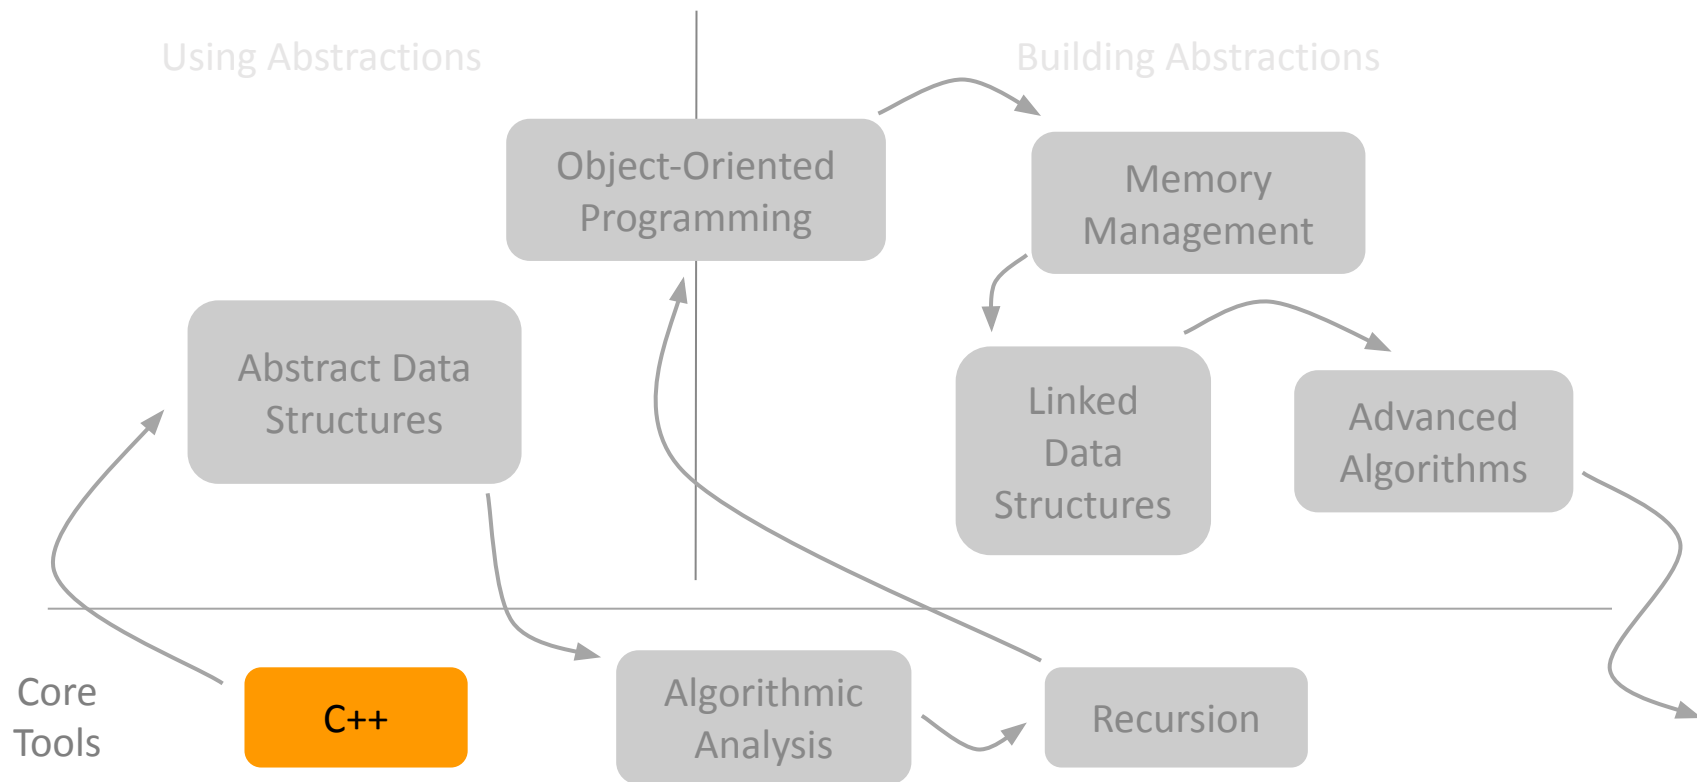 Using Abstractions
Building Abstractions
Object-Oriented
Programming
Memory
Management
Abstract Data
Structures
Linked
Data
Structures
Advanced
Algorithms
Core
Tools
C++
Algorithmic
Analysis
Recursion